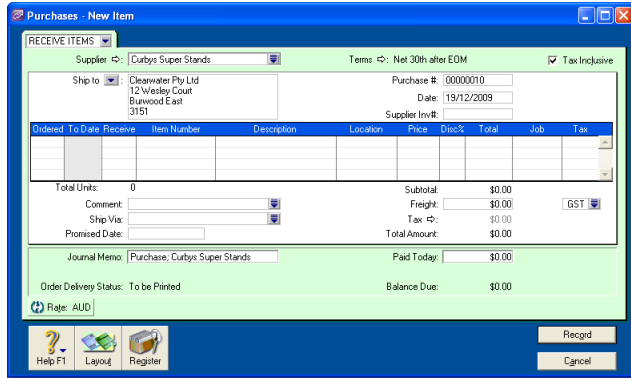 Purchases - New Item
RECEIVE ITEMS
Supplier ⇨: Curbys Super Stands Terms ⇨: Net 30th after EOM Tax Inclusive
Ship to : Clearwater Pty Ltd Purchase #: 00000010
12 Wesley Court
Burwood East Date: 19/12/2009
3151 Supplier Inv#:
Ordered To Date Receive Item Number Description Location Price Disc% Total Job Tax
Total Units: 0 Subtotal: $0.00
Comment: Freight: $0.00 GST
Ship Via: Tax ⇨: $0.00
Promised Date: Total Amount: $0.00
Journal Memo: Purchase; Curbys Super Stands Paid Today: $0.00
Order Delivery Status: To be Printed Balance Due: $0.00
Rate: AUD
Help F1 Layout Register Record
Cancel